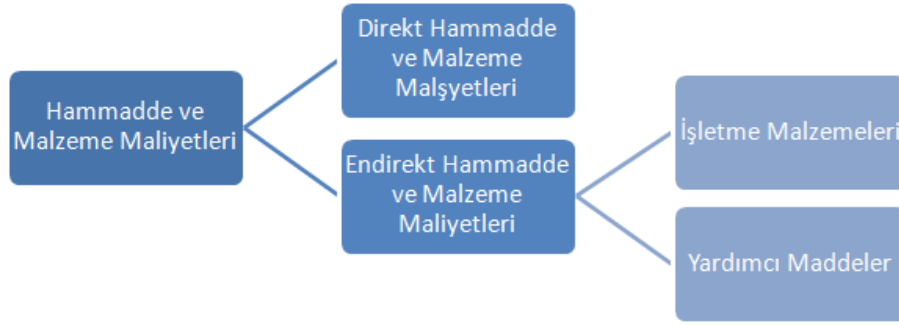 Hammadde ve
Malzeme Maliyetleri
Direkt Hammadde
ve Malzeme
Malşyetleri
Endirekt Hammadde
ve Malzeme
Maliyetleri
İşletme Malzemeleri
Yardımcı Maddeler